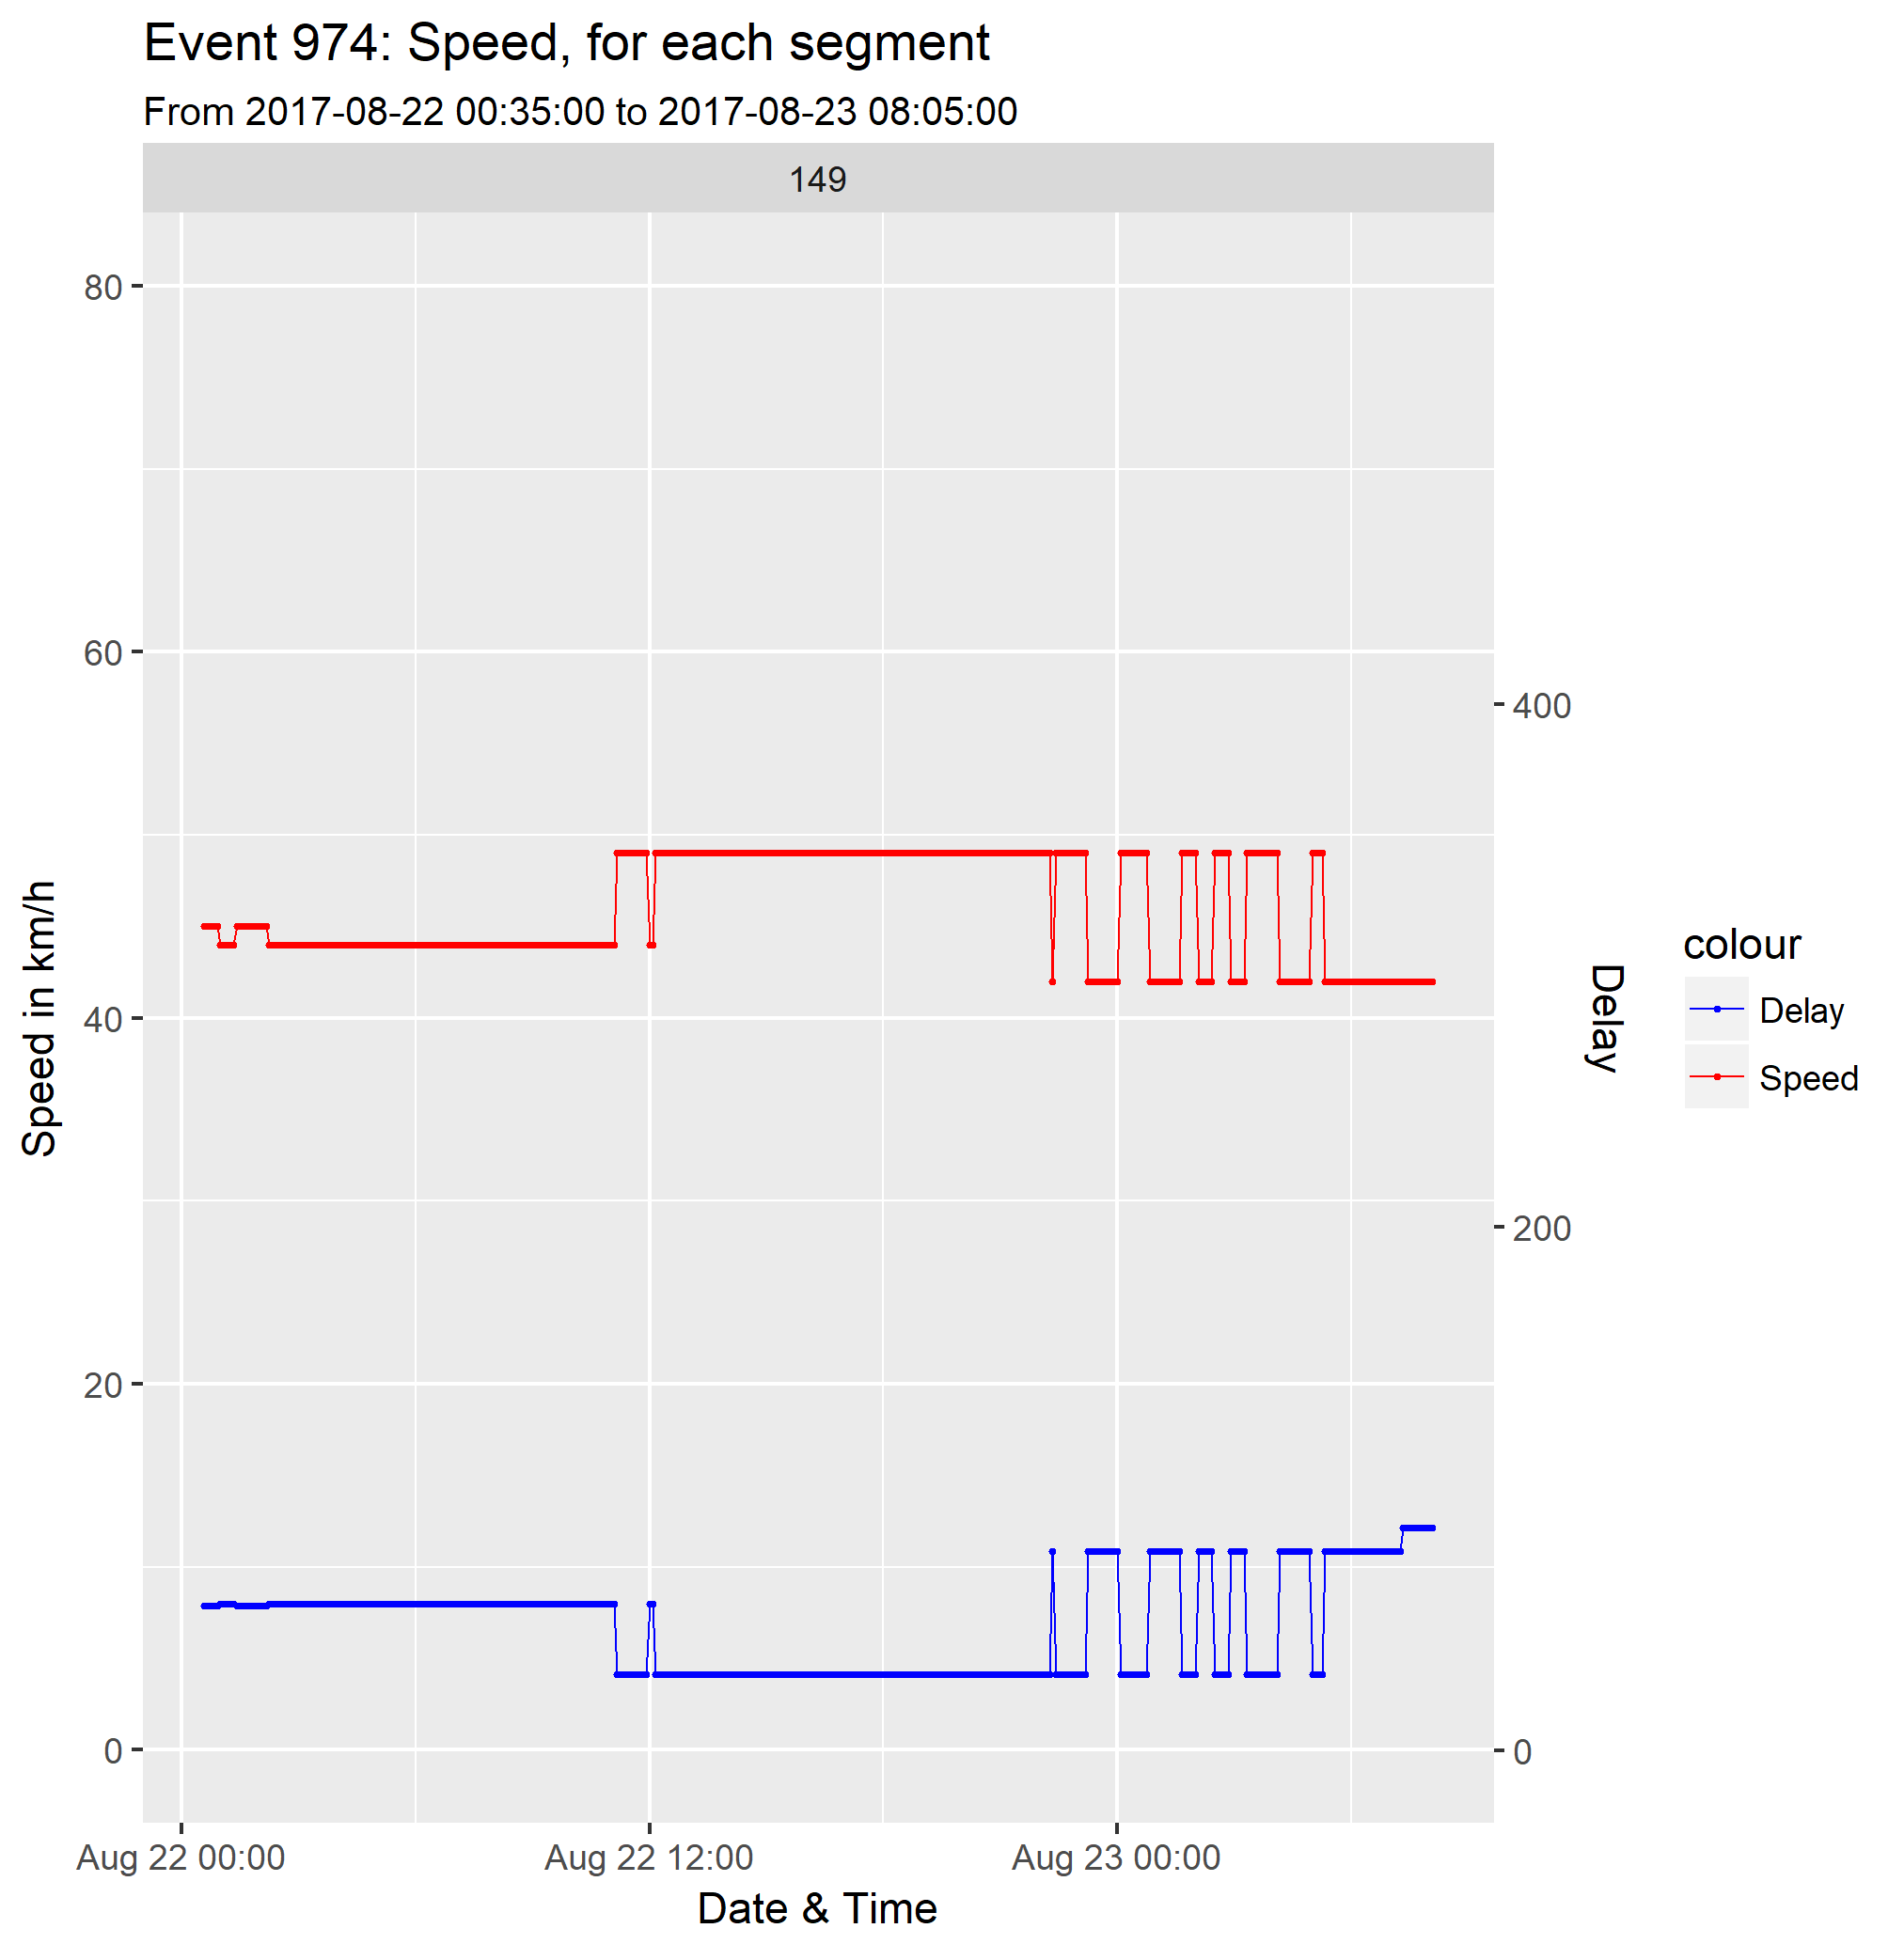 Event 974: Speed, for each segment
From 2017-08-22 00:35:00 to 2017-08-23 08:05:00
149
80
60
40
20
0
Speed in km/h
400
200
0
Delay
Aug 22 00:00
Aug 22 12:00
Aug 23 00:00
Date & Time
colour
Delay
Speed